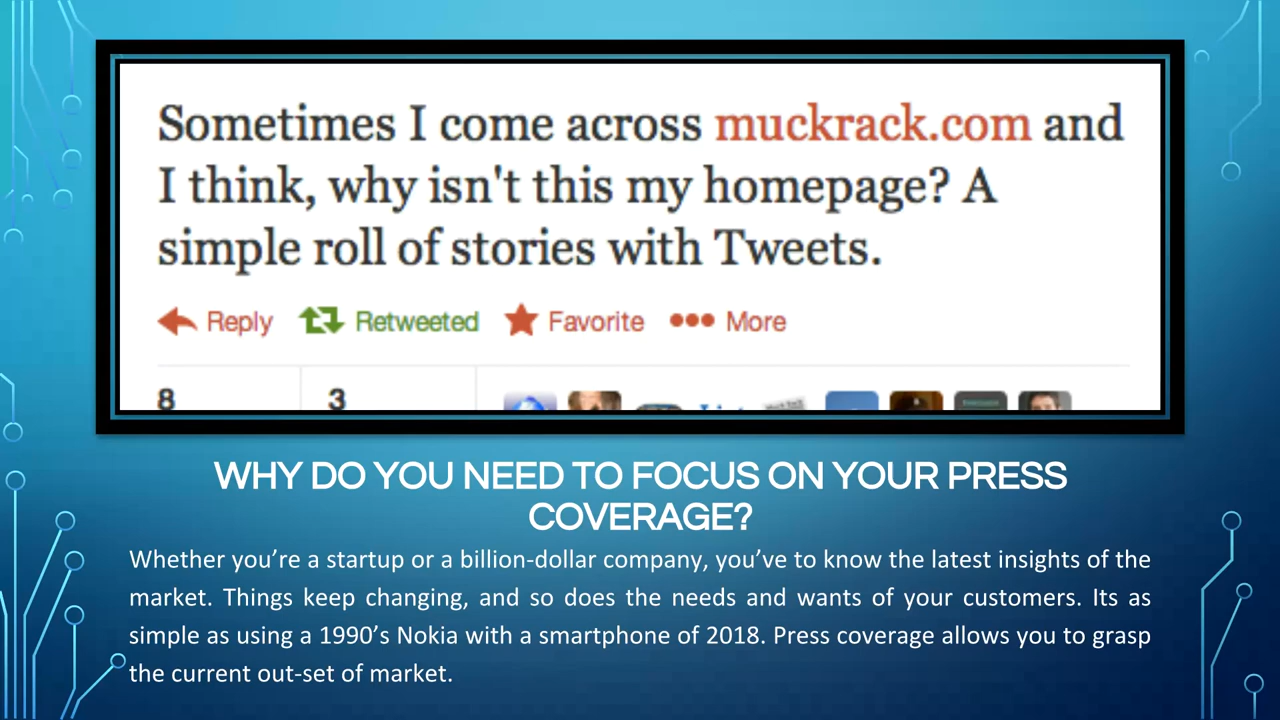 Sometimes I come across muckrack.com and
I think, why isn't this my homepage? A
simple roll of stories with Tweets.
Reply Retweeted Favorite More
8 3
WHY DO YOU NEED TO FOCUS ON YOUR PRESS
COVERAGE?
Whether you’re a startup or a billion-dollar company, you’ve to know the latest insights of the
market. Things keep changing, and so does the needs and wants of your customers. Its as
simple as using a 1990’s Nokia with a smartphone of 2018. Press coverage allows you to grasp
the current out-set of market.